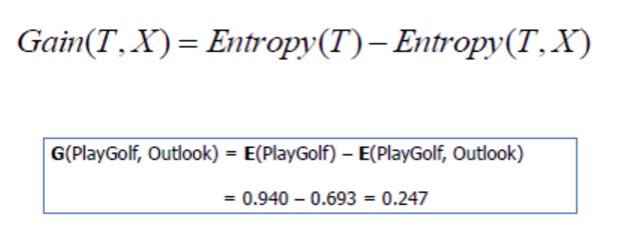 Gain(T, X) = Entropy(T) – Entropy(T, X)
G(PlayGolf, Outlook) = E(PlayGolf) – E(PlayGolf, Outlook)
= 0.940 – 0.693 = 0.247